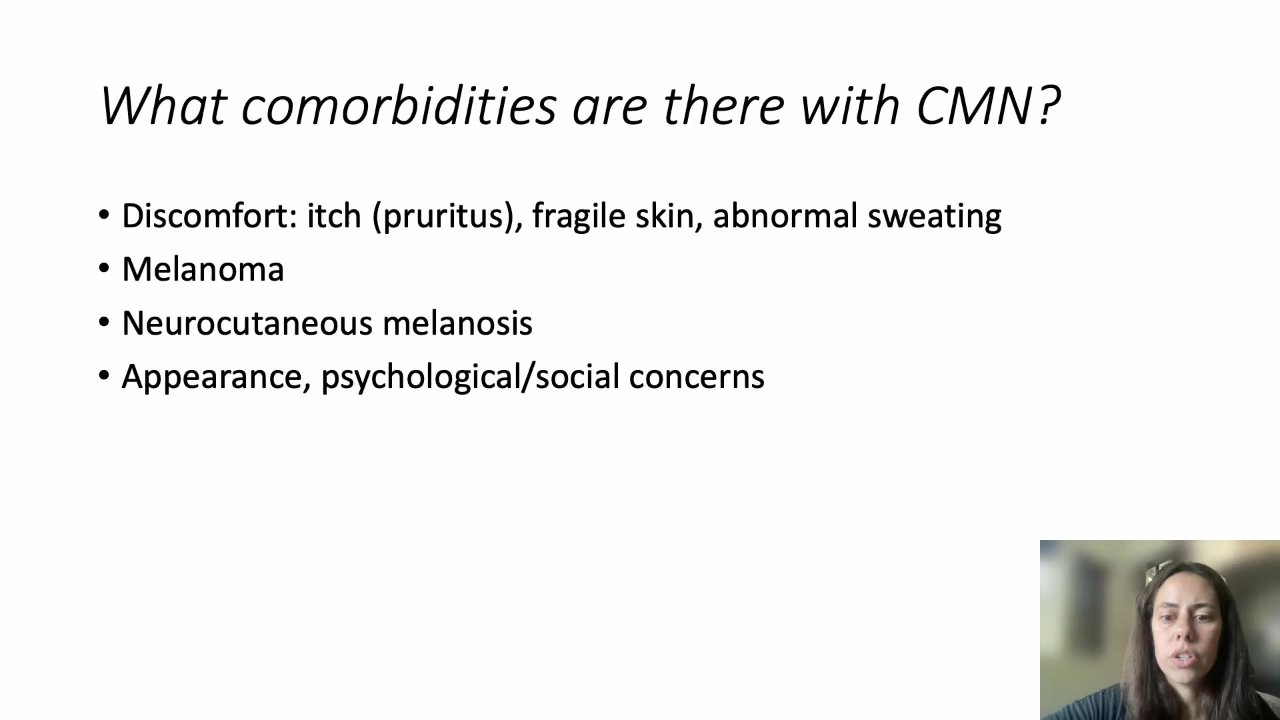 What comorbidities are there with CMN?
• Discomfort: itch (pruritus), fragile skin, abnormal sweating
• Melanoma
• Neurocutaneous melanosis
• Appearance, psychological/social concerns